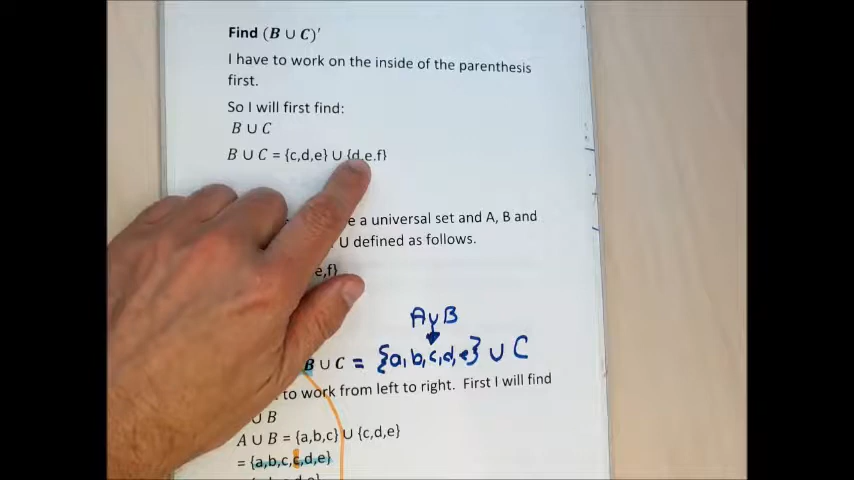 Find (B ∪ C)′
I have to work on the inside of the parenthesis
first.
So I will first find:
B ∪ C
B ∪ C = {c,d,e} ∪ {d,e.f}
e a universal set and A, B and
U defined as follows.
e,f}
A∪B
B ∪ C = {a,b,c,d,e} ∪ C
to work from left to right. First I will find
∪ B
A ∪ B = {a,b,c} ∪ {c,d,e}
= {a,b,c,c,d,e}